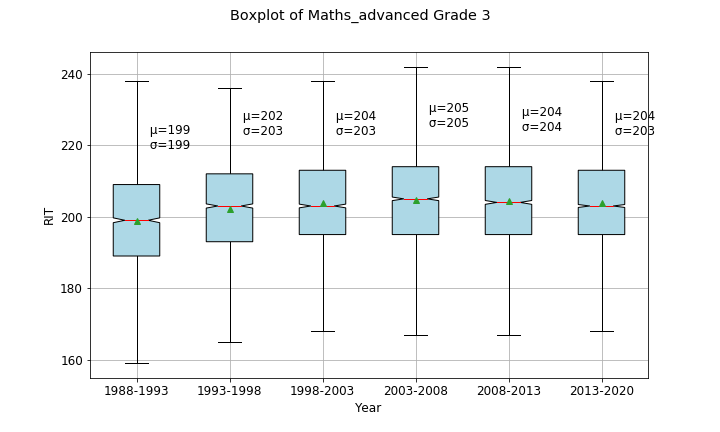 Boxplot of Maths_advanced Grade 3
240
220
200
180
160
RIT
μ=199
σ=199
μ=202
σ=203
μ=204
σ=203
μ=205
σ=205
μ=204
σ=204
μ=204
σ=203
1988-1993
1993-1998
1998-2003
2003-2008
2008-2013
2013-2020
Year